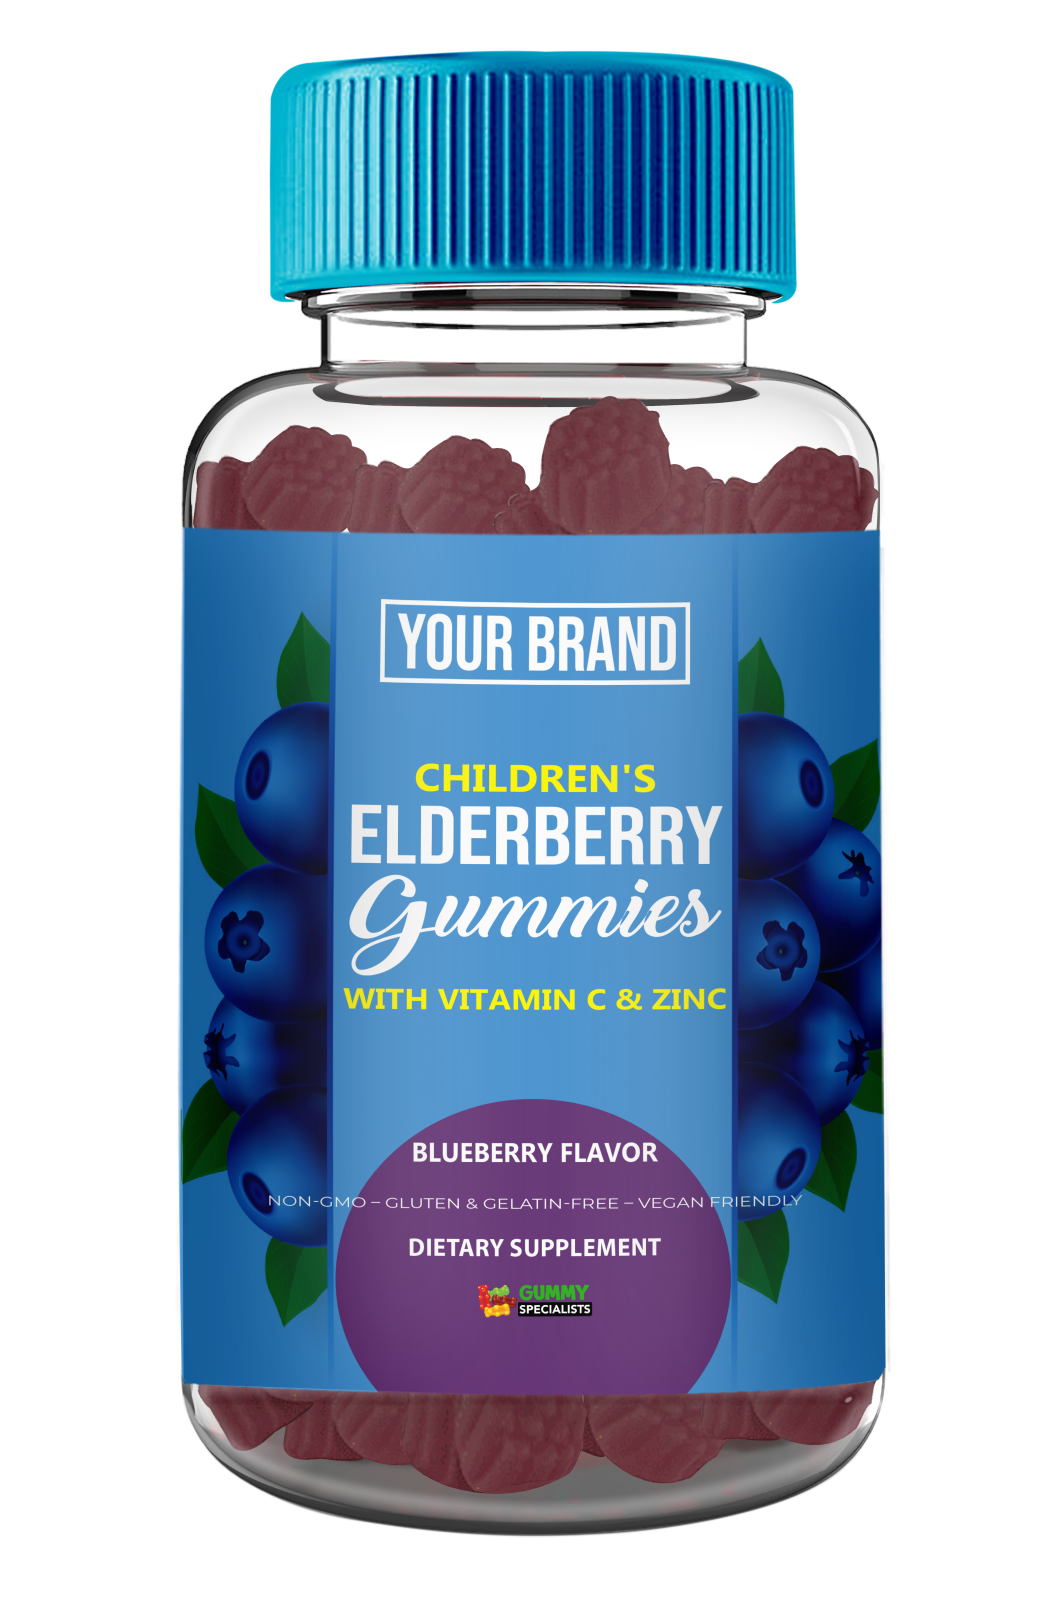 YOUR BRAND
CHILDREN'S
ELDERBERRY
Gummies
WITH VITAMIN C & ZINC
BLUEBERRY FLAVOR
NON-GMO – GLUTEN & GELATIN-FREE – VEGAN FRIENDLY
DIETARY SUPPLEMENT
GUMMY
SPECIALISTS